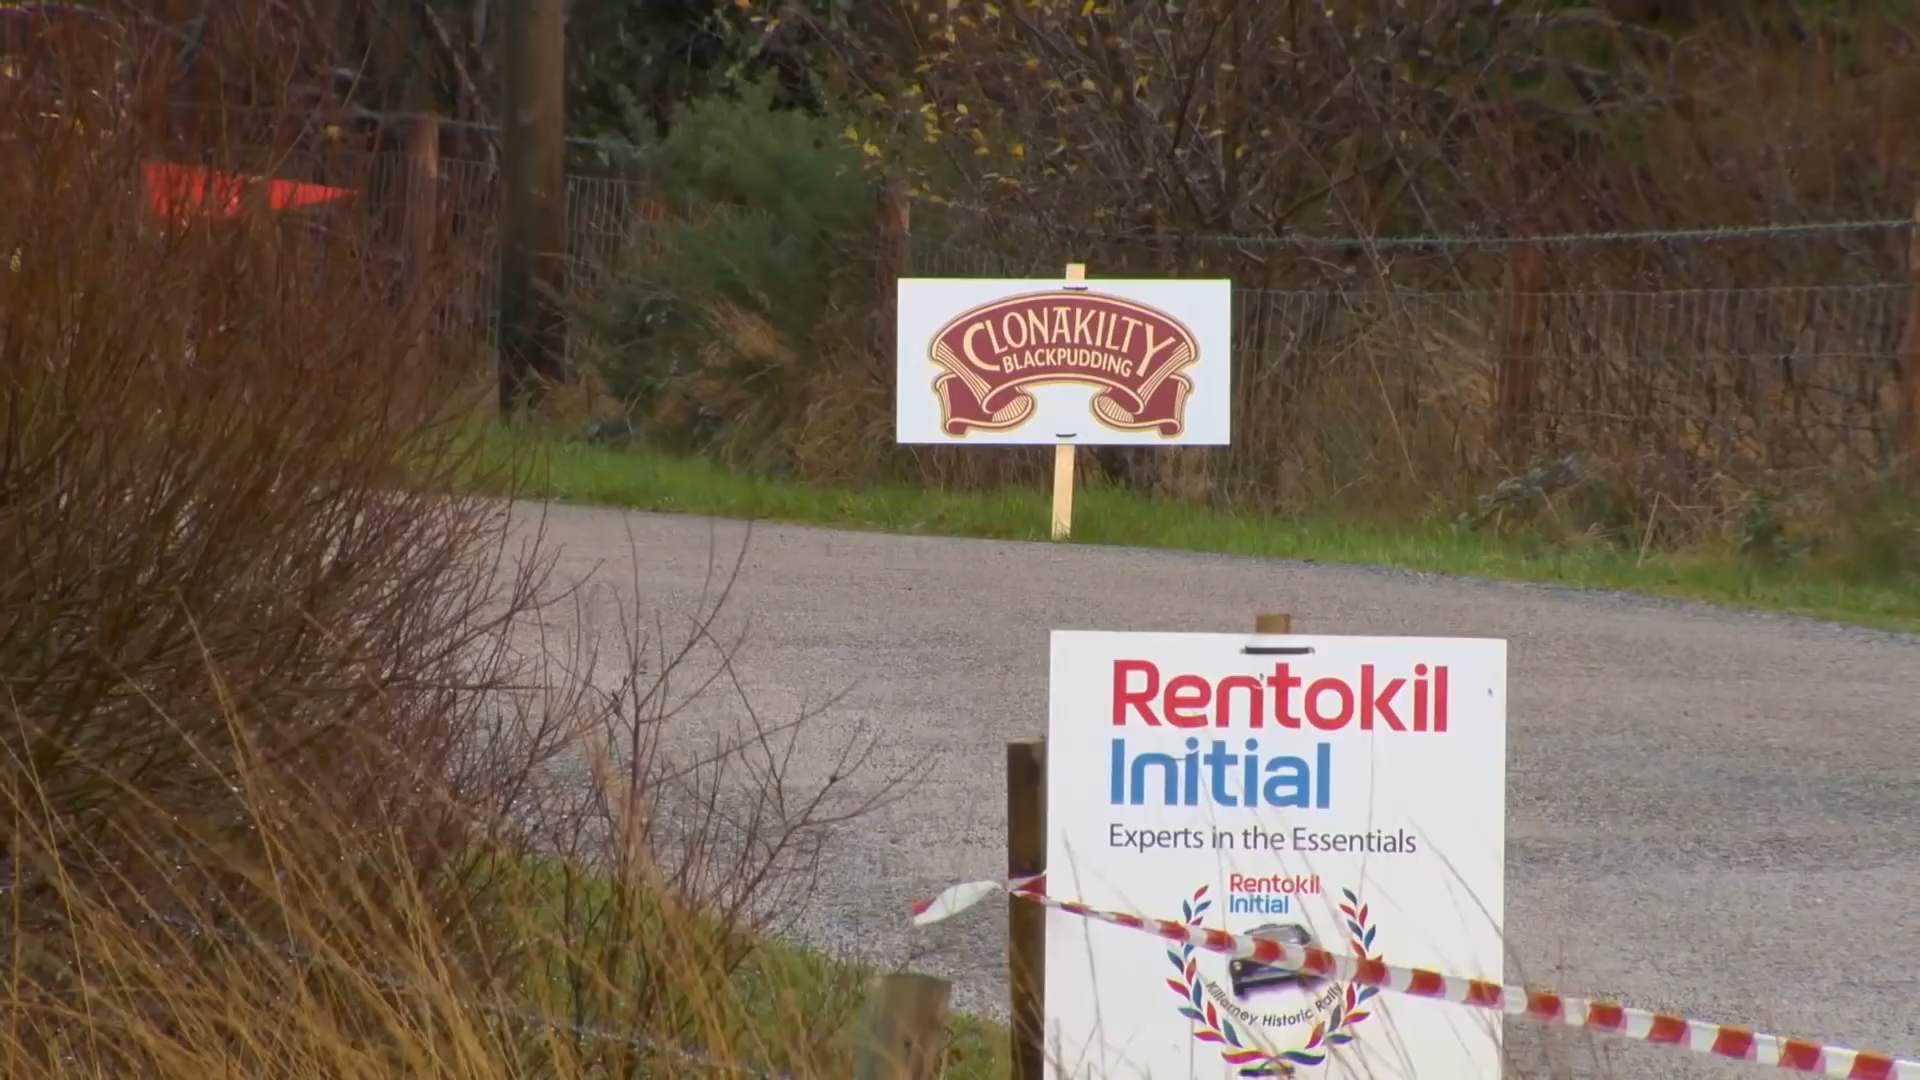 CLONAKILTY
BLACKPUDDING
Rentokil
Initial
Experts in the Essentials
Rentokil
Initial
Killarney Historic Rally